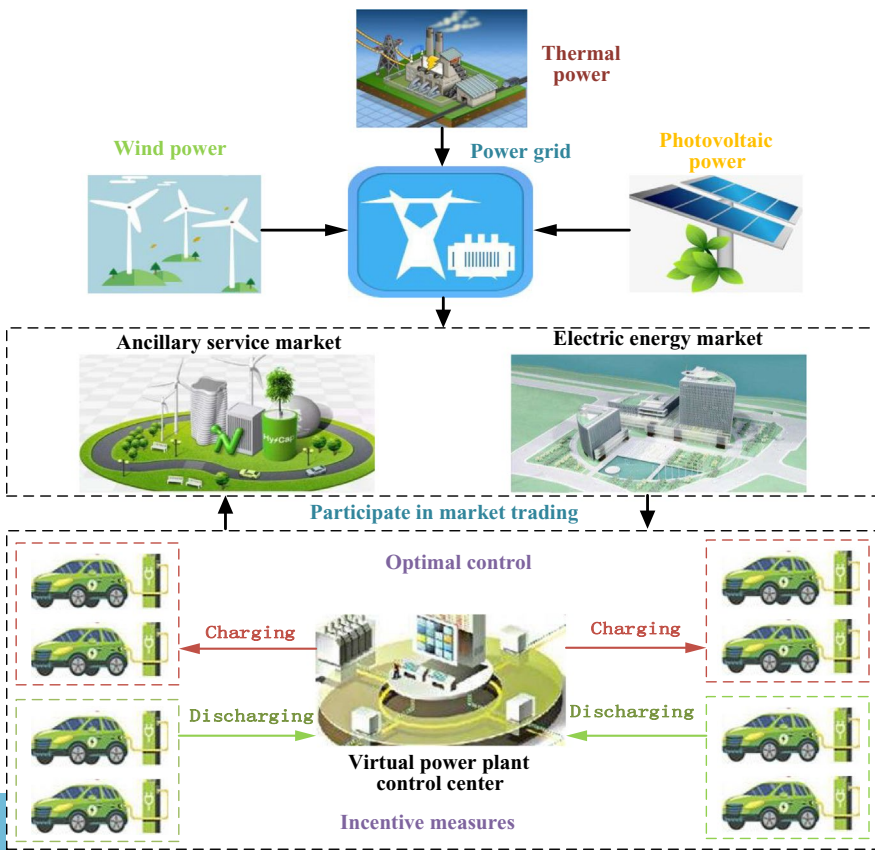 Thermal
power
Wind power
Power grid
Photovoltaic
power
Ancillary service market
Electric energy market
Participate in market trading
Optimal control
Charging
Charging
Discharging
Discharging
Virtual power plant
control center
Incentive measures